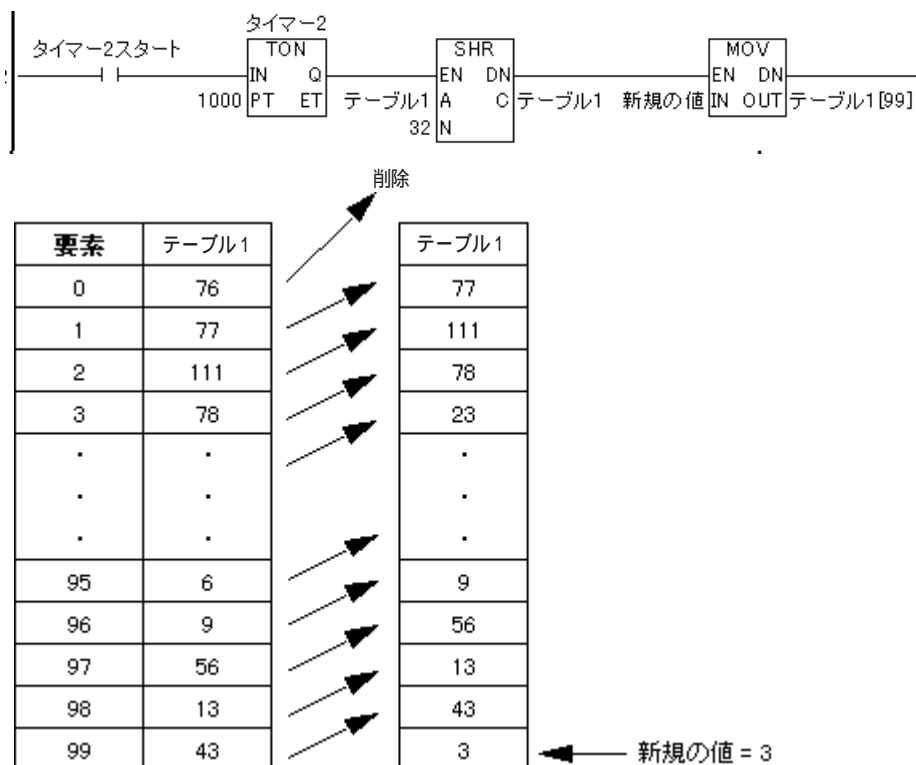 タイマー2
タイマー2スタート TON SHR MOV
IN Q EN DN EN DN
1000 PT ET テーブル1 A C テーブル1 新規の値 IN OUT テーブル1[99]
32 N
削除
要素 テーブル1 テーブル1
0 76 77
1 77 111
2 111 78
3 78 23
. . .
. . .
. . .
95 6 9
96 9 56
97 56 13
98 13 43
99 43 3 新規の値 = 3